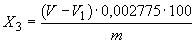 X₃ = (V − V₁) · 0,002775 · 100 / m